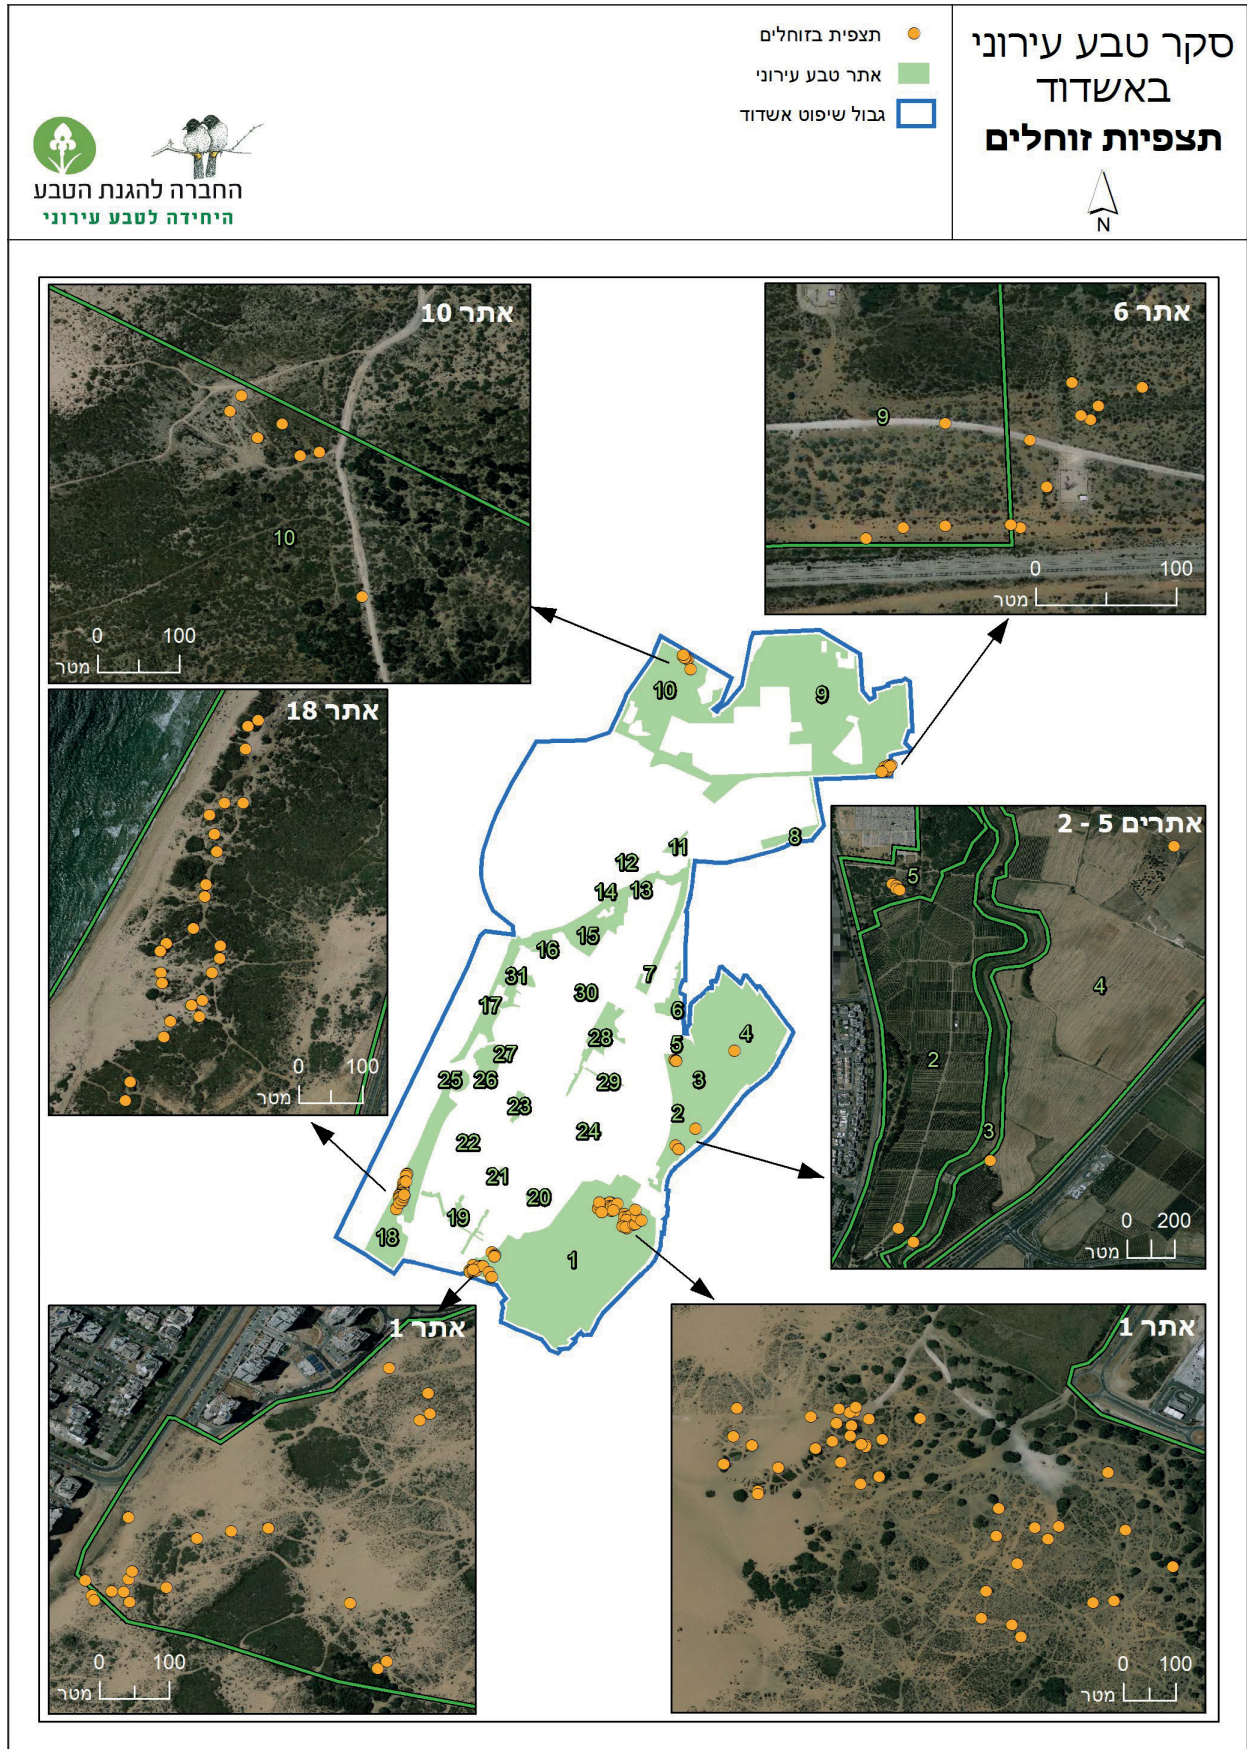 סקר טבע עירוני
באשדוד
תצפיות זוחלים
N
תצפית בזוחלים
אתר טבע עירוני
גבול שיפוט אשדוד
החברה להגנת הטבע
היחידה לטבע עירוני
אתר 6
9
0 100
מטר
אתר 10
10
0 100
מטר
אתר 18
0 100
מטר
אתרים 5 - 2
5
4
2
3
0 200
מטר
10
9
8
11
12
13
14
15
16
7
31
30
17
6
28
4
5
27
3
25
26
29
23
2
24
22
21
20
19
18
1
אתר 1
0 100
מטר
אתר 1
0 100
מטר